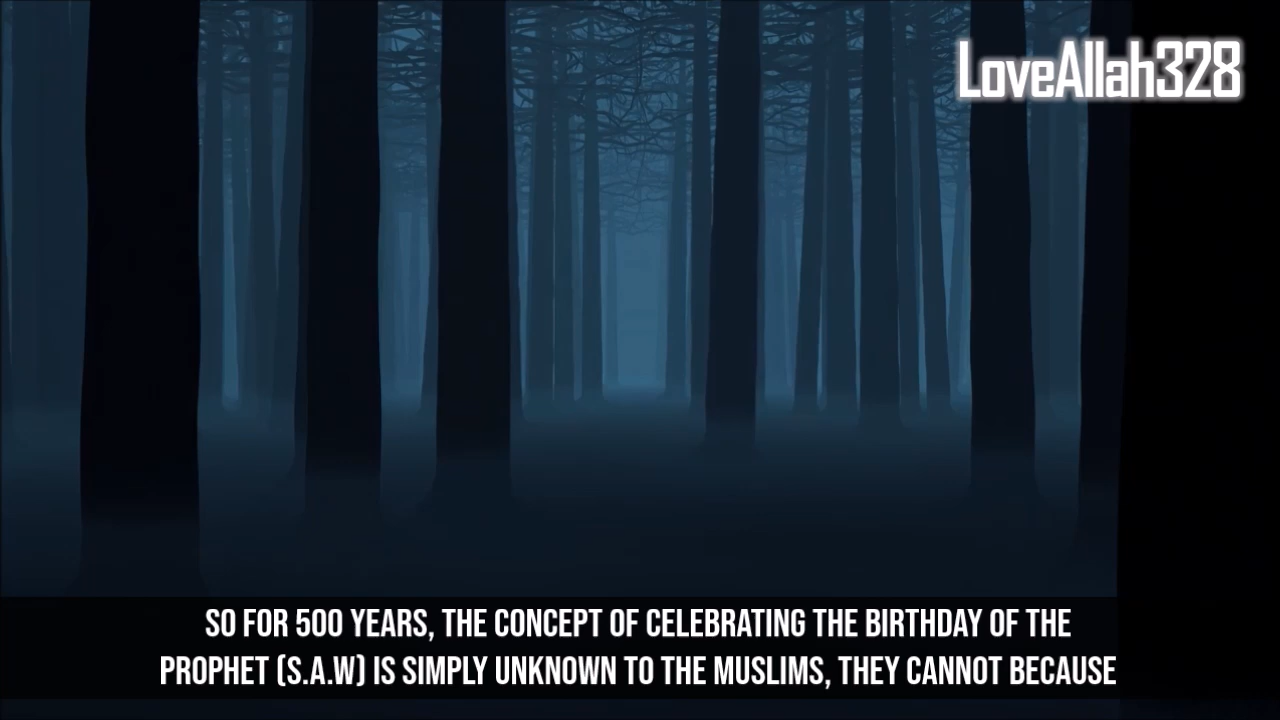 LoveAllah328
SO FOR 500 YEARS, THE CONCEPT OF CELEBRATING THE BIRTHDAY OF THE
PROPHET (S.A.W) IS SIMPLY UNKNOWN TO THE MUSLIMS, THEY CANNOT BECAUSE